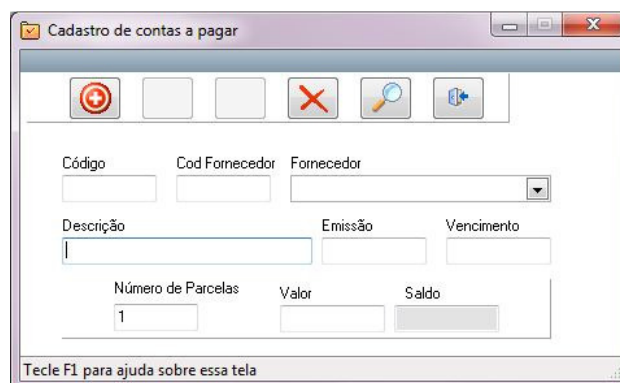 Cadastro de contas a pagar
Código Cod Fornecedor Fornecedor
Descrição Emissão Vencimento
Número de Parcelas Valor Saldo
1
Tecle F1 para ajuda sobre essa tela